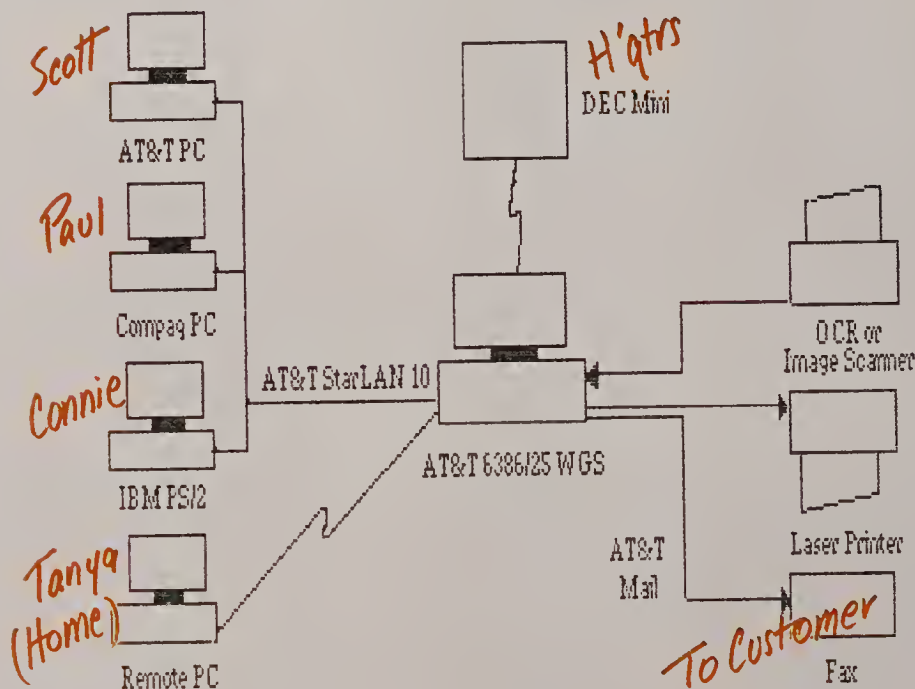 Scott
AT&T PC
Paul
Compaq PC
Connie
IBM PS/2
Tanya
(Home)
Remote PC
H'qtrs
DEC Mini
AT&T StarLAN 10
AT&T 6386/25 WGS
OCR or
Image Scanner
Laser Printer
AT&T
Mail
To Customer
Fax